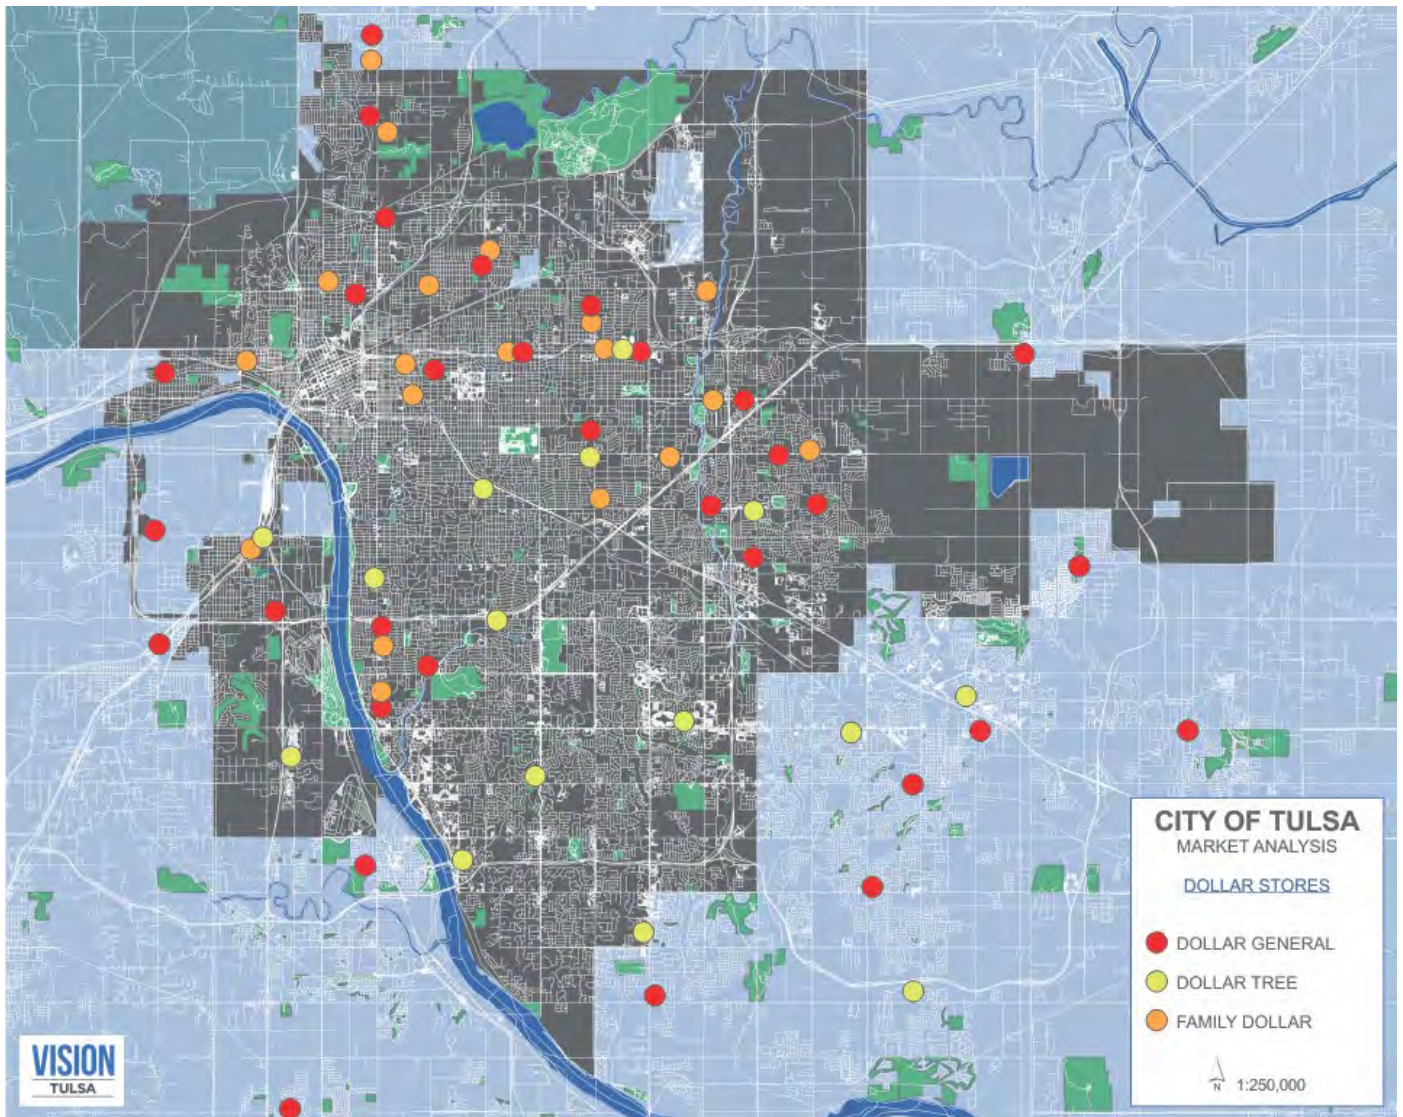 CITY OF TULSA
MARKET ANALYSIS
DOLLAR STORES
DOLLAR GENERAL
DOLLAR TREE
FAMILY DOLLAR
N
1:250,000
VISION
TULSA